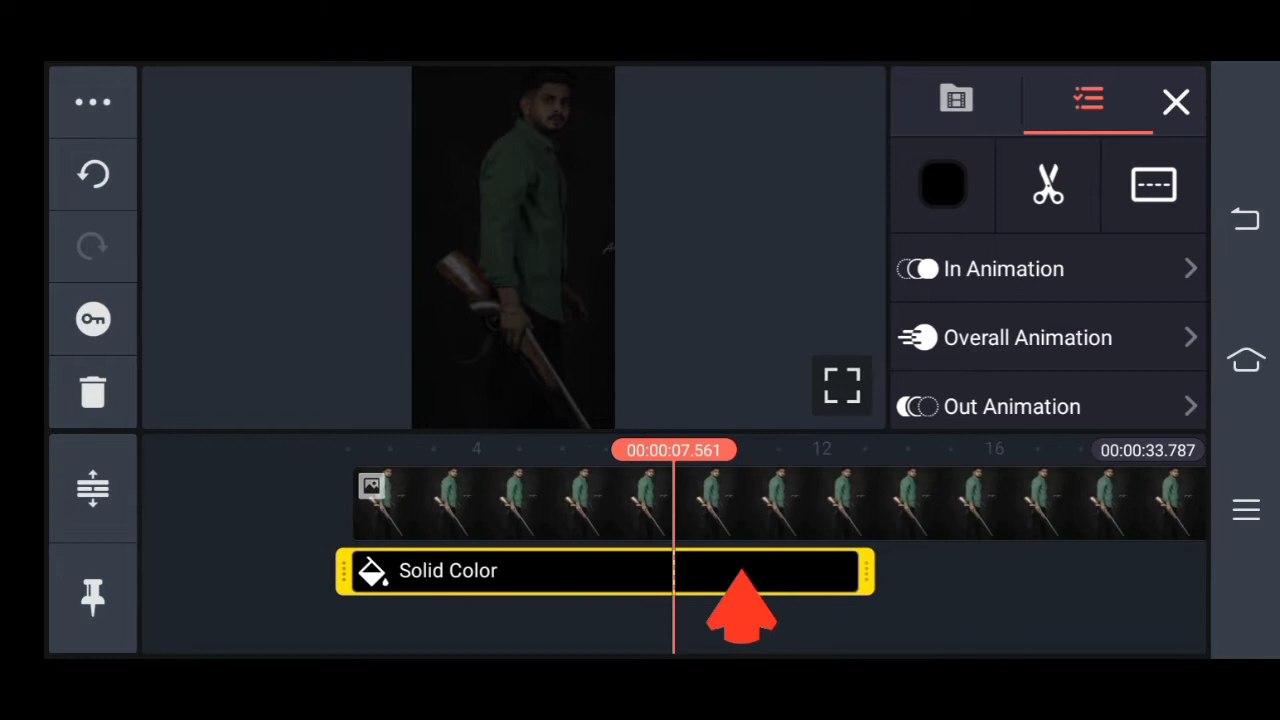 In Animation
Overall Animation
Out Animation
4
00:00:07.561
12
16
00:00:33.787
Solid Color